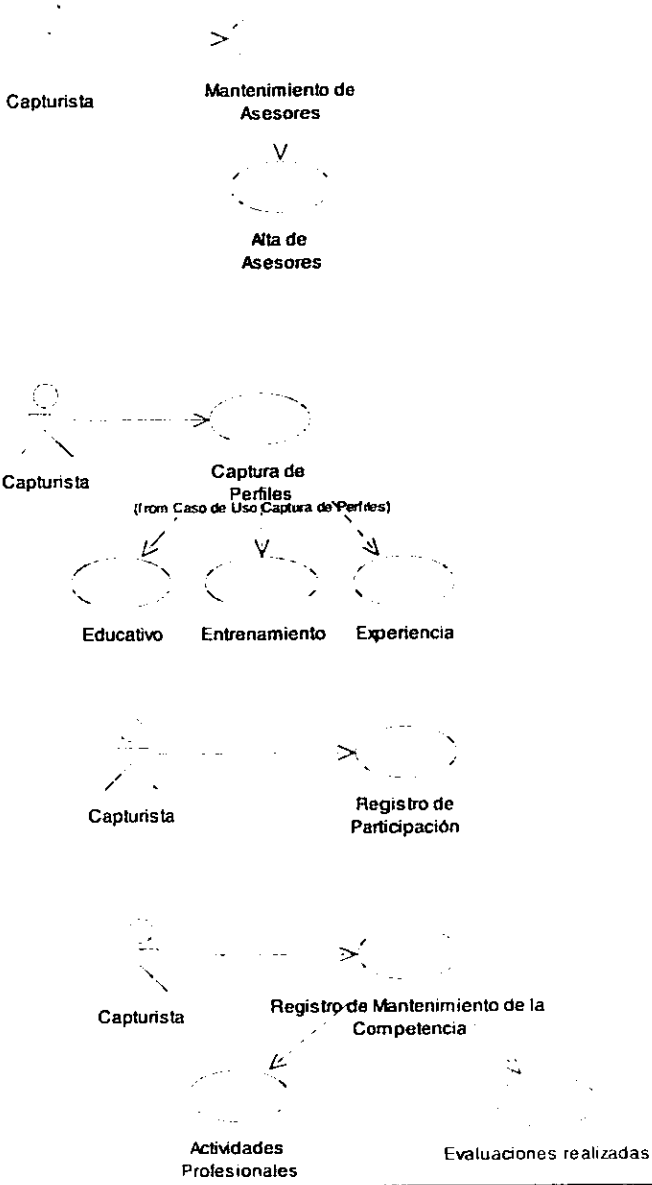 Capturista
Mantenimiento de
Asesores
Alta de
Asesores
Capturista
Captura de
Perfiles
(from Caso de Uso Captura de Perfiles)
Educativo
Entrenamiento
Experiencia
Capturista
Registro de
Participación
Capturista
Registro de Mantenimiento de la
Competencia
Actividades
Profesionales
Evaluaciones realizadas